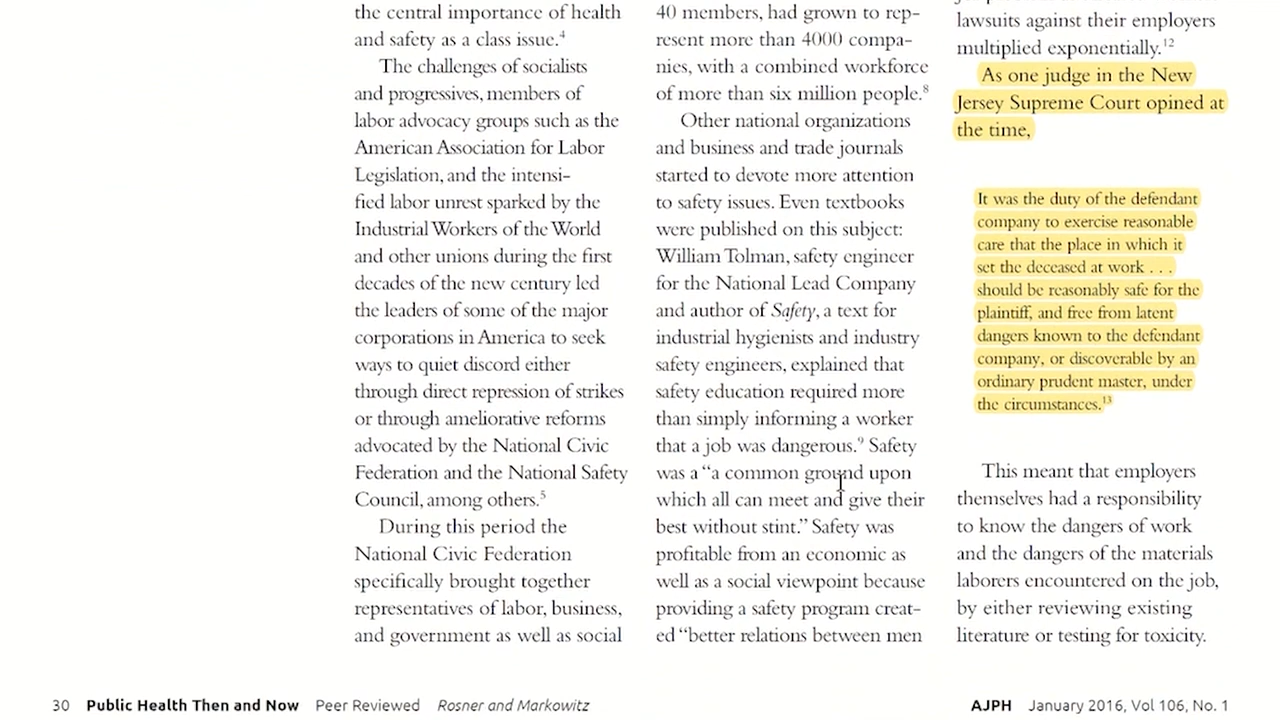 the central importance of health
and safety as a class issue.4
The challenges of socialists
and progressives, members of
labor advocacy groups such as the
American Association for Labor
Legislation, and the intensi-
fied labor unrest sparked by the
Industrial Workers of the World
and other unions during the first
decades of the new century led
the leaders of some of the major
corporations in America to seek
ways to quiet discord either
through direct repression of strikes
or through ameliorative reforms
advocated by the National Civic
Federation and the National Safety
Council, among others.5
During this period the
National Civic Federation
specifically brought together
representatives of labor, business,
and government as well as social
40 members, had grown to rep-
resent more than 4000 compa-
nies, with a combined workforce
of more than six million people.8
Other national organizations
and business and trade journals
started to devote more attention
to safety issues. Even textbooks
were published on this subject:
William Tolman, safety engineer
for the National Lead Company
and author of Safety, a text for
industrial hygienists and industry
safety engineers, explained that
safety education required more
than simply informing a worker
that a job was dangerous.9 Safety
was a “a common ground upon
which all can meet and give their
best without stint.” Safety was
profitable from an economic as
well as a social viewpoint because
providing a safety program creat-
ed “better relations between men
lawsuits against their employers
multiplied exponentially.12
As one judge in the New
Jersey Supreme Court opined at
the time,
It was the duty of the defendant
company to exercise reasonable
care that the place in which it
set the deceased at work . . .
should be reasonably safe for the
plaintiff, and free from latent
dangers known to the defendant
company, or discoverable by an
ordinary prudent master, under
the circumstances.13
This meant that employers
themselves had a responsibility
to know the dangers of work
and the dangers of the materials
laborers encountered on the job,
by either reviewing existing
literature or testing for toxicity.
30 Public Health Then and Now Peer Reviewed Rosner and Markowitz
AJPH January 2016, Vol 106, No. 1